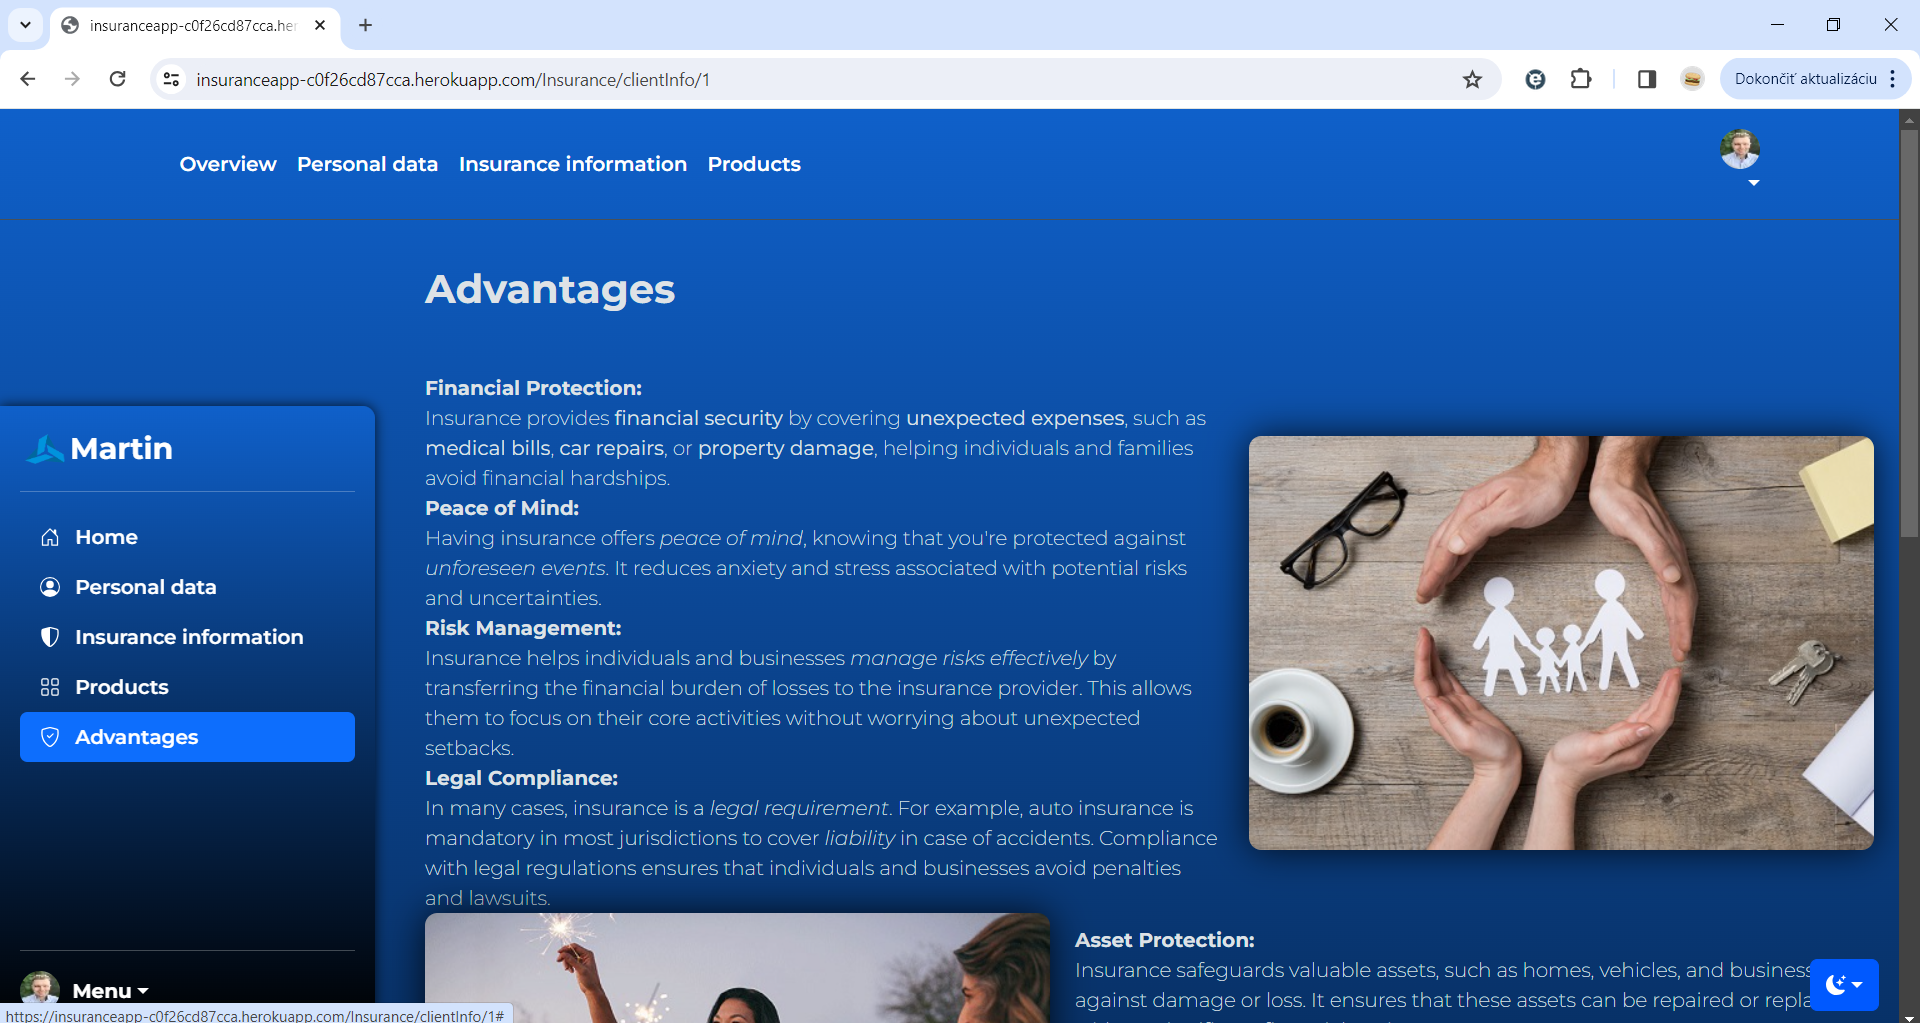 insuranceapp-c0f26cd87cca.her
insuranceapp-c0f26cd87cca.herokuapp.com/Insurance/clientInfo/1
Dokončiť aktualizáciu
Overview Personal data Insurance information Products
Advantages
Financial Protection:
Insurance provides financial security by covering unexpected expenses, such as
medical bills, car repairs, or property damage, helping individuals and families
avoid financial hardships.
Peace of Mind:
Having insurance offers peace of mind, knowing that you're protected against
unforeseen events. It reduces anxiety and stress associated with potential risks
and uncertainties.
Risk Management:
Insurance helps individuals and businesses manage risks effectively by
transferring the financial burden of losses to the insurance provider. This allows
them to focus on their core activities without worrying about unexpected
setbacks.
Legal Compliance:
In many cases, insurance is a legal requirement. For example, auto insurance is
mandatory in most jurisdictions to cover liability in case of accidents. Compliance
with legal regulations ensures that individuals and businesses avoid penalties
and lawsuits.
Martin
Home
Personal data
Insurance information
Products
Advantages
Menu
Asset Protection:
Insurance safeguards valuable assets, such as homes, vehicles, and business
against damage or loss. It ensures that these assets can be repaired or repla
https://insuranceapp-c0f26cd87cca.herokuapp.com/Insurance/clientInfo/1#